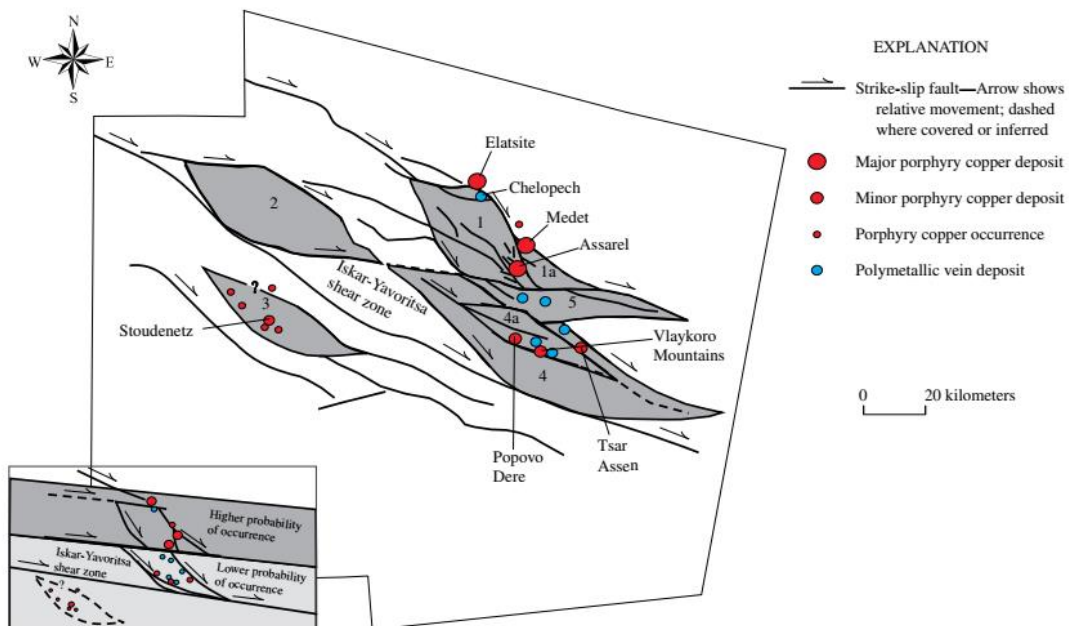 N
W E
S
EXPLANATION
Strike-slip fault—Arrow shows
relative movement; dashed
where covered or inferred
Major porphyry copper deposit
Minor porphyry copper deposit
Porphyry copper occurrence
Polymetallic vein deposit
0 20 kilometers
Elatsite
Chelopech
Medet
Assarel
1
1a
2
Iskar-Yavoritsa
shear zone
?
3
Stoudenetz
5
4a
4
Vlaykoro
Mountains
Popovo
Dere
Tsar
Assen
Higher probability
of occurrence
Iskar-Yavoritsa
shear zone
Lower probability
of occurrence
?